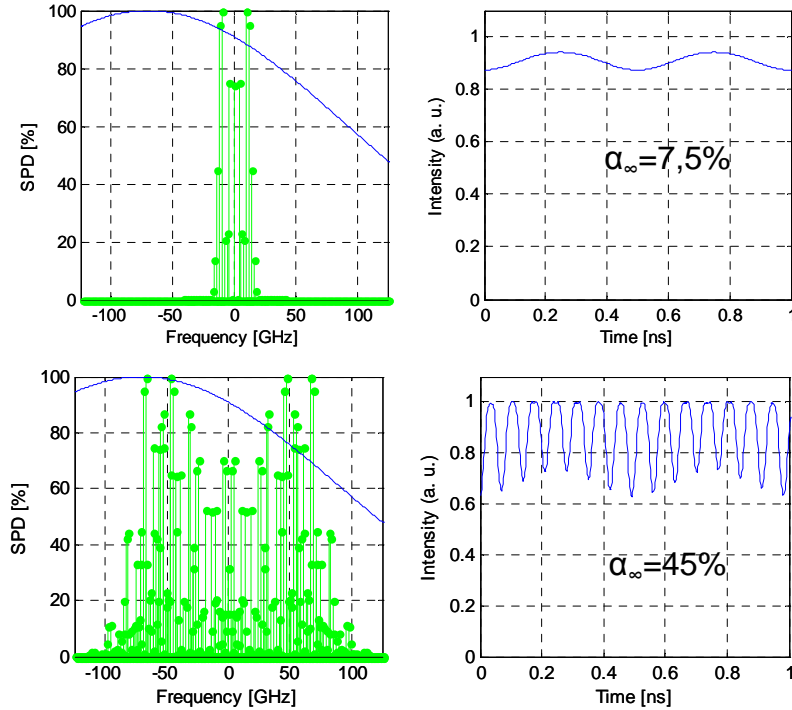 100
80
60
40
20
0
SPD [%]
-100 -50 0 50 100
Frequency [GHz]
1
0.8
0.6
0.4
0.2
0
Intensity (a. u.)
α∞=7,5%
0 0.2 0.4 0.6 0.8 1
Time [ns]
100
80
60
40
20
0
SPD [%]
-100 -50 0 50 100
Frequency [GHz]
1
0.8
0.6
0.4
0.2
0
Intensity (a. u.)
α∞=45%
0 0.2 0.4 0.6 0.8 1
Time [ns]